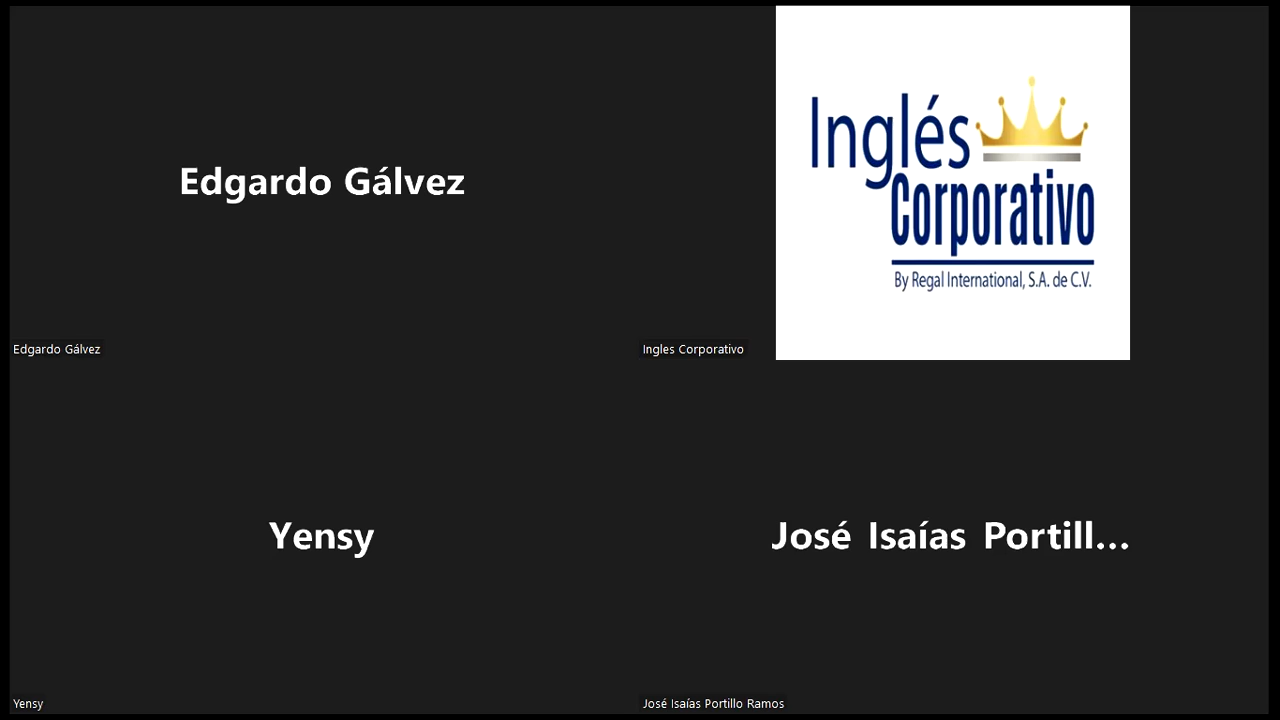 Edgardo Gálvez
Edgardo Gálvez
Inglés
Corporativo
By Regal International, S.A. de C.V.
Ingles Corporativo
Yensy
Yensy
José Isaías Portill...
José Isaías Portillo Ramos